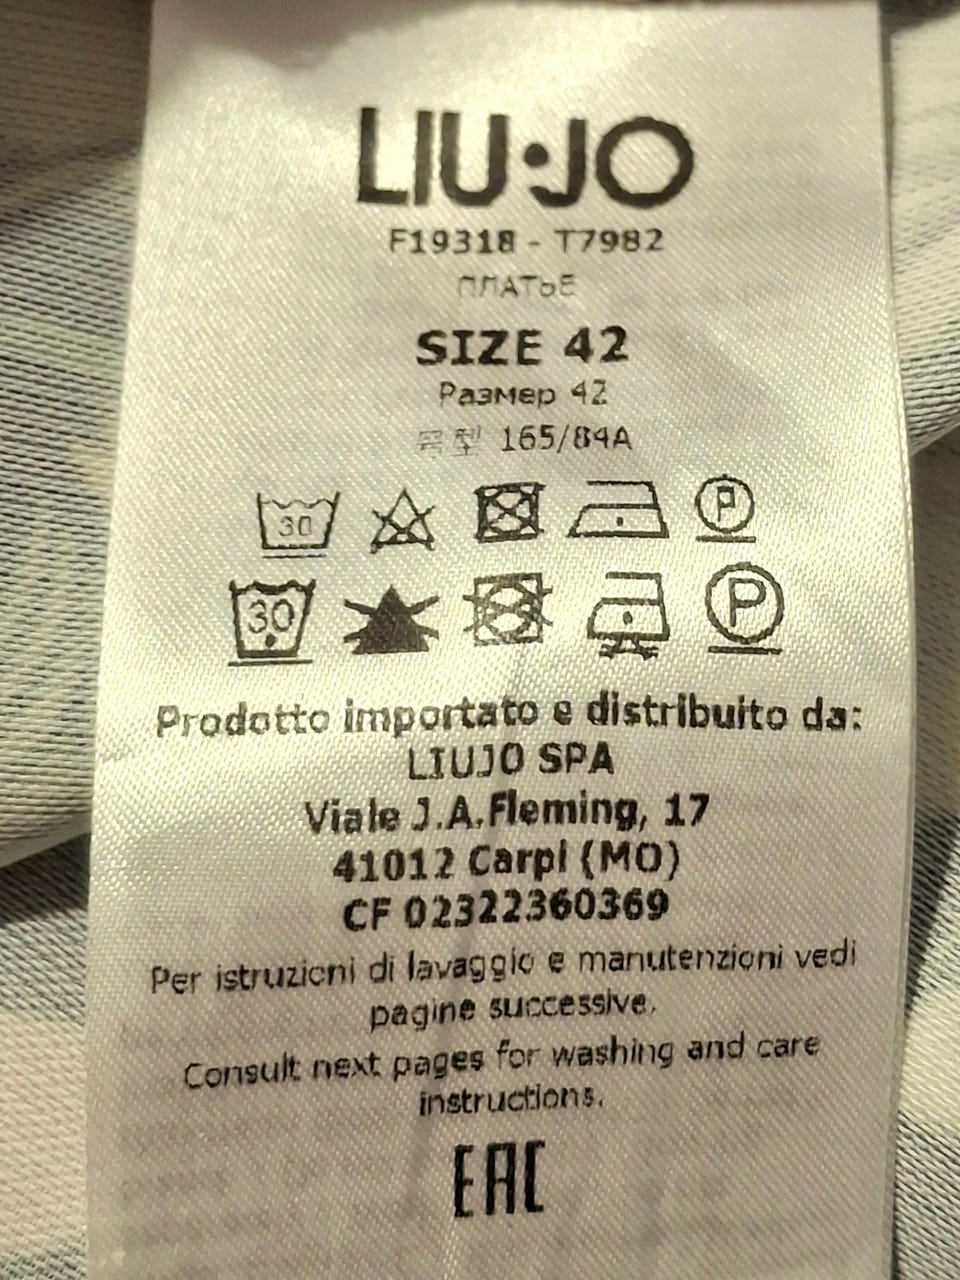 LIU·JO
F19318 - T7982
ПЛАТЬЕ
SIZE 42
Размер 42
号型 165/84A
30 P
30 P
Prodotto importato e distribuito da:
LIUJO SPA
Viale J.A.Fleming, 17
41012 Carpi (MO)
CF 02322360369
Per istruzioni di lavaggio e manutenzioni vedi
pagine successive.
Consult next pages for washing and care
instructions.
EAC